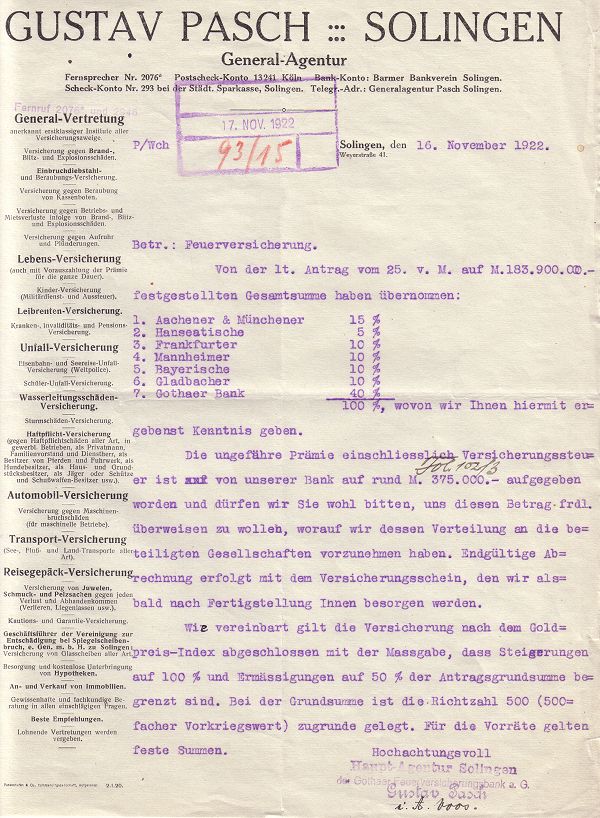 GUSTAV PASCH ::: SOLINGEN
General-Agentur
Fernsprecher Nr. 2076ª Postscheck-Konto 13241 Köln. Bank-Konto: Barmer Bankverein Solingen.
Scheck-Konto Nr. 293 bei der Städt. Sparkasse, Solingen. Telegr.-Adr.: Generalagentur Pasch Solingen.
Fernruf 2076ª und 2946
17. NOV. 1922
93/15
P/Wch
Solingen, den 16. November 1922.
Weyerstraße 41.
General-Vertretung
anerkannt erstklassiger Institute aller
Versicherungszweige.
Versicherung gegen Brand-,
Blitz- und Explosionsschäden.
Einbruchdiebstahl-
und Beraubungs-Versicherung.
Versicherung gegen Beraubung
von Kassenboten.
Versicherung gegen Betriebs- und
Mietsverluste infolge von Brand-, Blitz-
und Explosionsschäden.
Versicherung gegen Aufruhr
und Plünderungen.
Lebens-Versicherung
(auch mit Vorauszahlung der Prämie
für die ganze Dauer).
Kinder-Versicherung
(Militärdienst- und Aussteuer).
Leibrenten-Versicherung.
Kranken-, Invaliditäts- und Pensions-
Versicherung.
Unfall-Versicherung
Eisenbahn- und Seereise-Unfall-
Versicherung (Weltpolice).
Schüler-Unfall-Versicherung.
Wasserleitungsschäden-
Versicherung.
Sturmschäden-Versicherung.
Haftpflicht-Versicherung
(gegen Haftpflichtschäden aller Art, in
gewerbl. Betrieben, als Privatmann,
Familienvorstand und Dienstherr, als
Besitzer von Pferden und Fuhrwerk, als
Hundebesitzer, als Haus- und Grund-
stücksbesitzer, als Jäger oder Schütze
und Schußwaffen-Besitzer usw.).
Automobil-Versicherung
Versicherung gegen Maschinen-
bruchschäden
(für maschinelle Betriebe).
Transport-Versicherung
(See-, Fluß- und Land-Transporte aller
Art).
Reisegepäck-Versicherung
Versicherung von Juwelen,
Schmuck- und Pelzsachen gegen jeden
Verlust und Abhandenkommen
(Verlieren, Liegenlassen usw.).
Kautions- und Garantie-Versicherung.
Geschäftsführer der Vereinigung zur
Entschädigung bei Spiegelscheiben-
bruch, e. Gen. m. b. H. zu Solingen
Versicherung von Glasscheiben aller Art.
Besorgung und kostenlose Unterbringung
von Hypotheken.
An- und Verkauf von Immobilien.
Gewissenhafte und fachkundige Be-
ratung in allen einschlägigen Fragen.
Beste Empfehlungen.
Lohnende Vertretungen werden
vergeben.
2.1.20.
Betr.: Feuerversicherung.
Von der lt. Antrag vom 25. v. M. auf M.183.900.00.-
festgestellten Gesamtsumme haben übernommen:
1. Aachener & Münchener 15 %
2. Hanseatische 5 %
3. Frankfurter 10 %
4. Mannheimer 10 %
5. Bayerische 10 %
6. Gladbacher 10 %
7. Gothaer Bank 40 %
100 %, wovon wir Ihnen hiermit er=
gebenst Kenntnis geben.
Die ungefähre Prämie einschliesslich Versicherungssteu=
er ist von unserer Bank auf rund M. 375.000.- aufgegeben
worden und dürfen wir Sie wohl bitten, uns diesen Betrag frdl.
überweisen zu wollen, worauf wir dessen Verteilung an die be=
teiligten Gesellschaften vorzunehmen haben. Endgültige Ab=
rechnung erfolgt mit dem Versicherungsschein, den wir als=
bald nach Fertigstellung Ihnen besorgen werden.
Wie vereinbart gilt die Versicherung nach dem Gold=
preis-Index abgeschlossen mit der Massgabe, dass Steigerungen
auf 100 % und Ermässigungen auf 50 % der Antragsgrundsumme be=
grenzt sind. Bei der Grundsumme ist die Richtzahl 500 (500=
facher Vorkriegswert) zugrunde gelegt. Für die Vorräte gelten
feste Summen.
Hochachtungsvoll
Haupt-Agentur Solingen
der Gothaer Feuerversicherungsbank a. G.
Gustav Pasch
i. A. Voos.